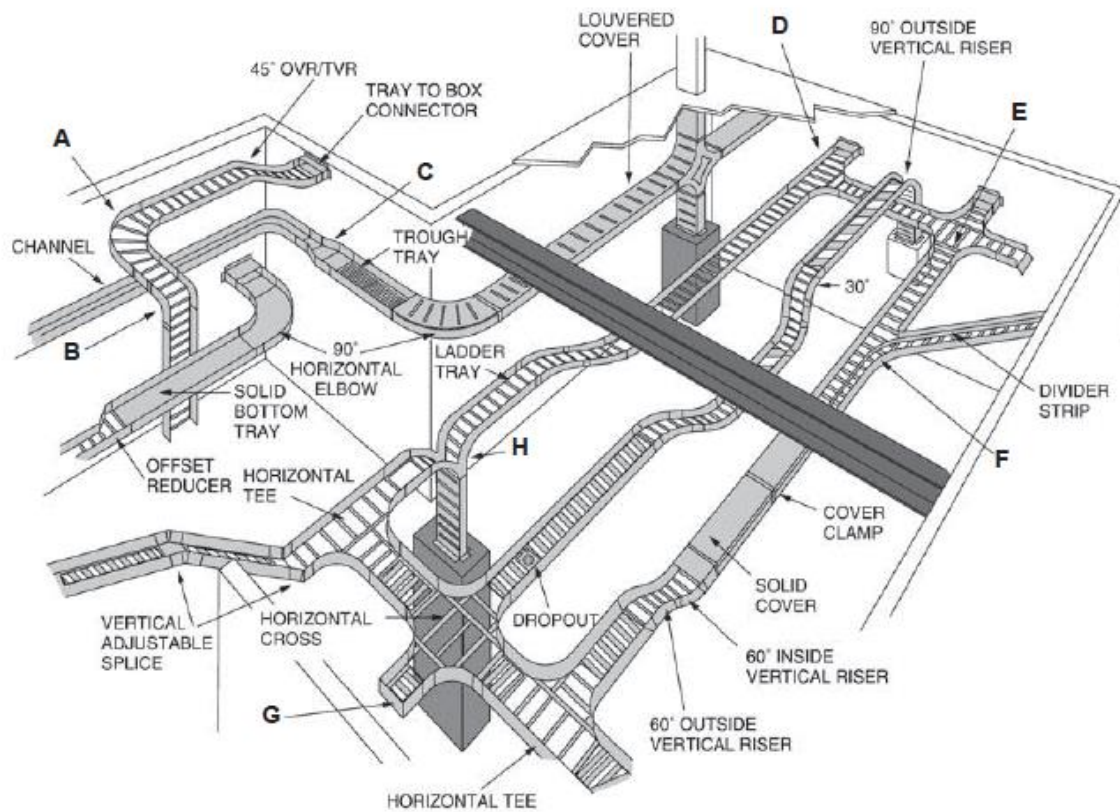 LOUVERED
COVER
D
90° OUTSIDE
VERTICAL RISER
45° OVR/TVR
TRAY TO BOX
CONNECTOR
E
A
C
CHANNEL
TROUGH
TRAY
30°
B
90°
HORIZONTAL
ELBOW
LADDER
TRAY
SOLID
BOTTOM
TRAY
DIVIDER
STRIP
H
F
OFFSET
REDUCER
HORIZONTAL
TEE
COVER
CLAMP
SOLID
COVER
VERTICAL
ADJUSTABLE
SPLICE
HORIZONTAL
CROSS
DROPOUT
60° INSIDE
VERTICAL RISER
G
60° OUTSIDE
VERTICAL RISER
HORIZONTAL TEE